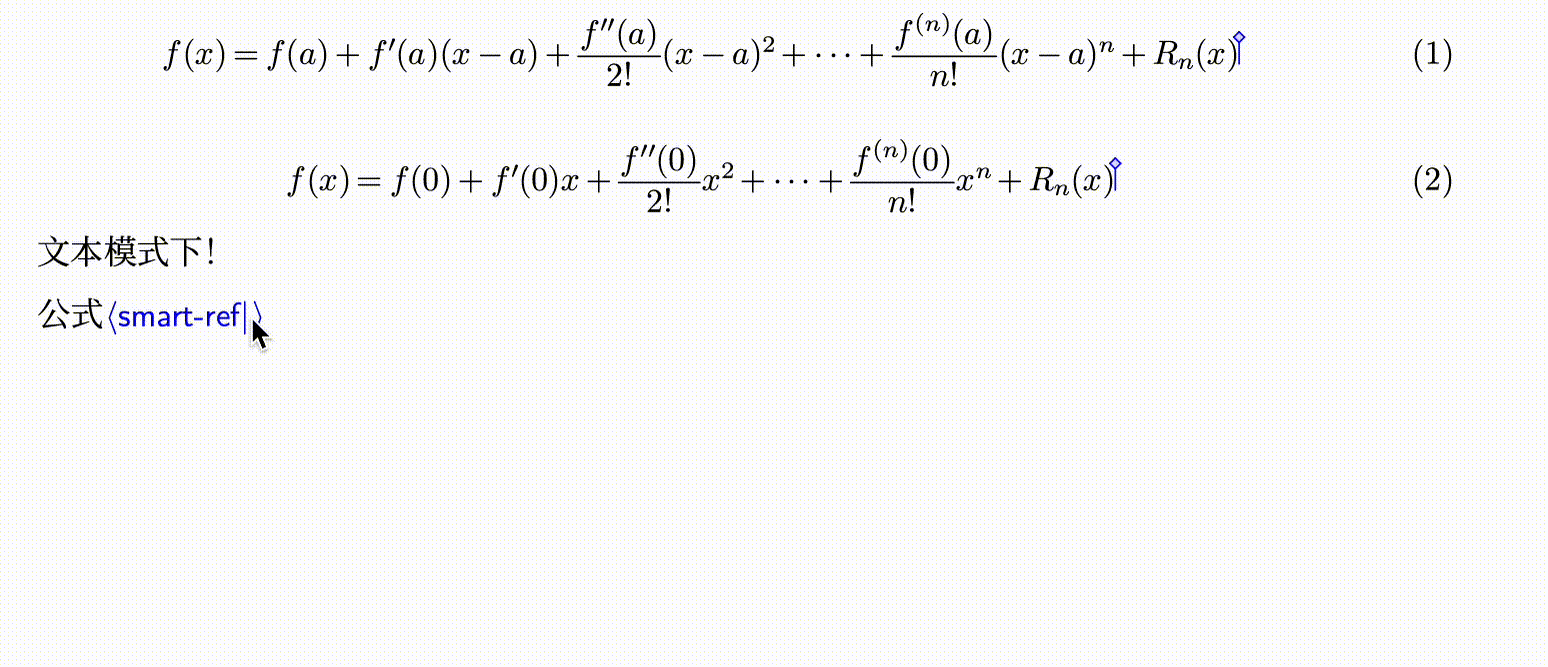 f(x) = f(a) + f′(a)(x − a) + f″(a)/2! (x − a)² + ⋯ + f⁽ⁿ⁾(a)/n! (x − a)ⁿ + Rₙ(x) (1)
f(x) = f(0) + f′(0)x + f″(0)/2! x² + ⋯ + f⁽ⁿ⁾(0)/n! xⁿ + Rₙ(x) (2)
文本模式下！
公式⟨smart-ref|⟩